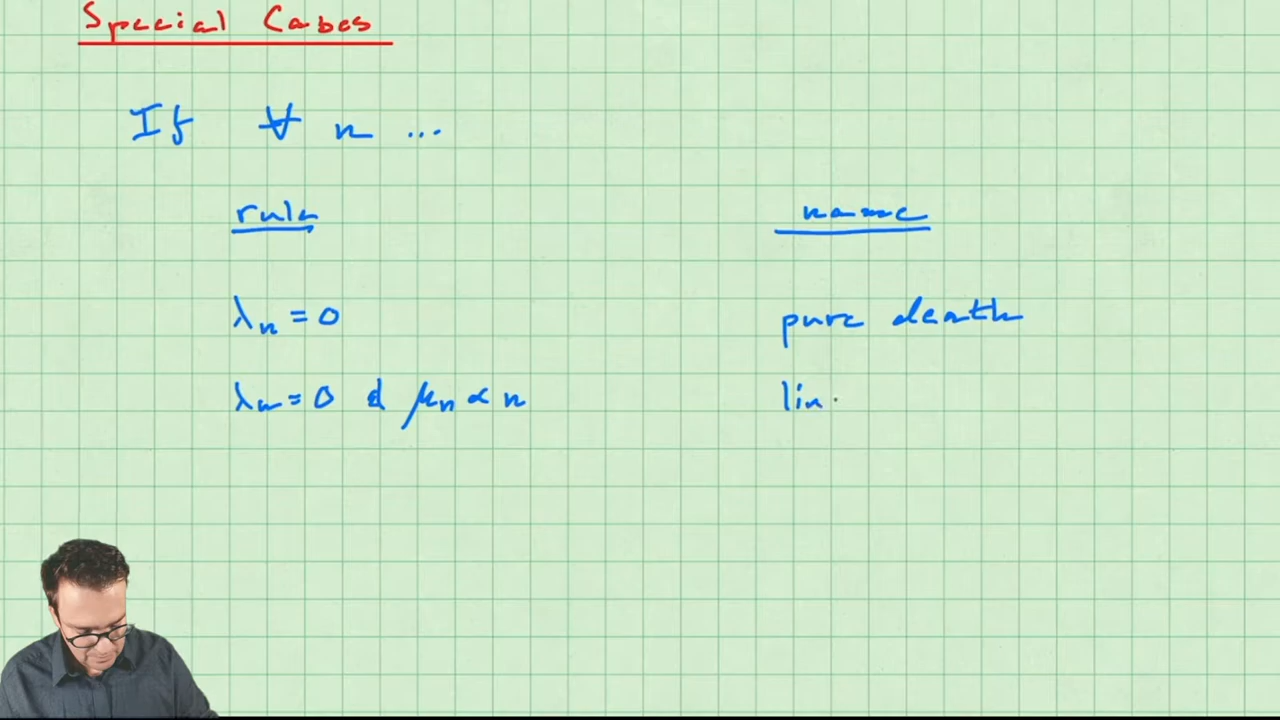 Special Cases
If ∀ n ...
rule name
λn = 0 pure death
λn = 0 & μn ∝ n lin